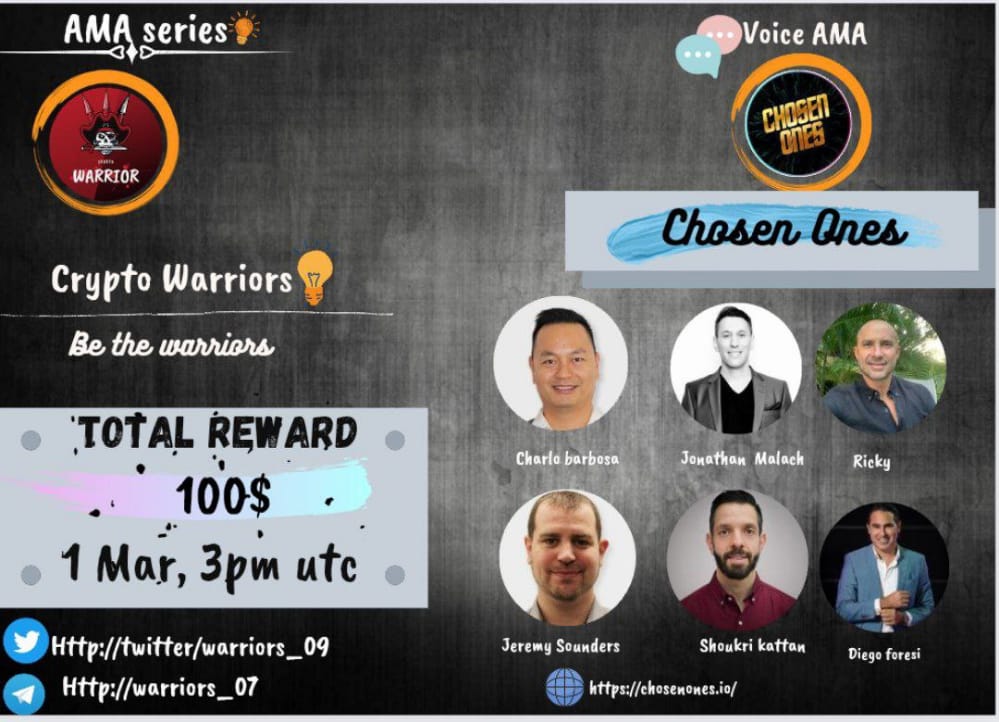 AMA series
WARRIOR
Crypto Warriors
Be the warriors
TOTAL REWARD
100$
1 Mar, 3pm utc
Http://twitter/warriors_09
Http://warriors_07
Voice AMA
CHOSEN
ONES
Chosen Ones
Charlo barbosa
Jonathan Malach
Ricky
Jeremy Sounders
Shoukri kattan
Diego foresi
https://chosenones.io/